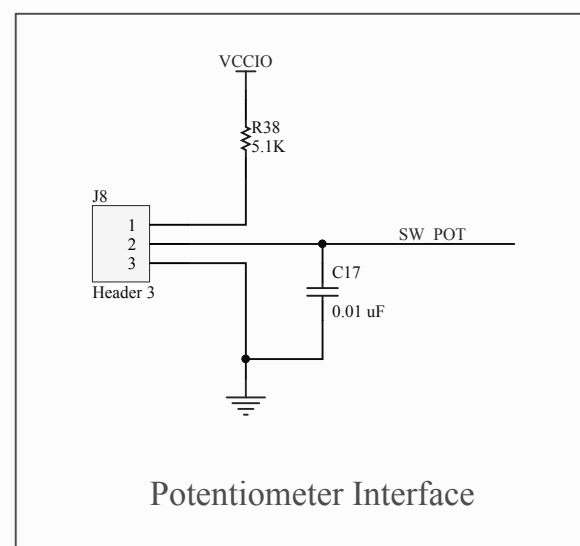 VCCIO
R38
5.1K
J8
1
2
3
SW_POT
C17
Header 3
0.01 uF
Potentiometer Interface